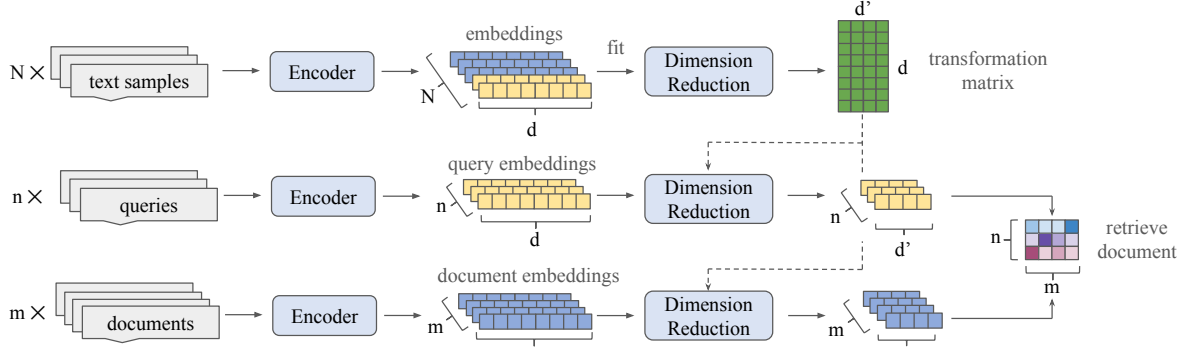 d'
embeddings
fit
N × text samples
Encoder
Dimension
Reduction
d
transformation
matrix
N
d
query embeddings
n × queries
Encoder
Dimension
Reduction
n
d
n
d'
n
retrieve
document
m
document embeddings
m × documents
Encoder
m
Dimension
Reduction
m